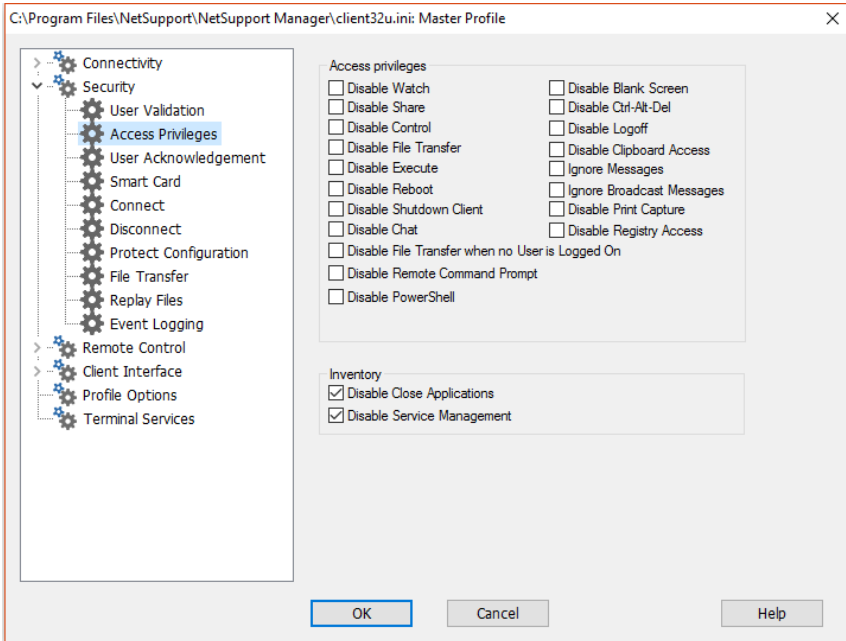 C:\Program Files\NetSupport\NetSupport Manager\client32u.ini: Master Profile
Connectivity
Security
User Validation
Access Privileges
User Acknowledgement
Smart Card
Connect
Disconnect
Protect Configuration
File Transfer
Replay Files
Event Logging
Remote Control
Client Interface
Profile Options
Terminal Services
Access privileges
Disable Watch
Disable Share
Disable Control
Disable File Transfer
Disable Execute
Disable Reboot
Disable Shutdown Client
Disable Chat
Disable File Transfer when no User is Logged On
Disable Remote Command Prompt
Disable PowerShell
Disable Blank Screen
Disable Ctrl-Alt-Del
Disable Logoff
Disable Clipboard Access
Ignore Messages
Ignore Broadcast Messages
Disable Print Capture
Disable Registry Access
Inventory
Disable Close Applications
Disable Service Management
OK
Cancel
Help